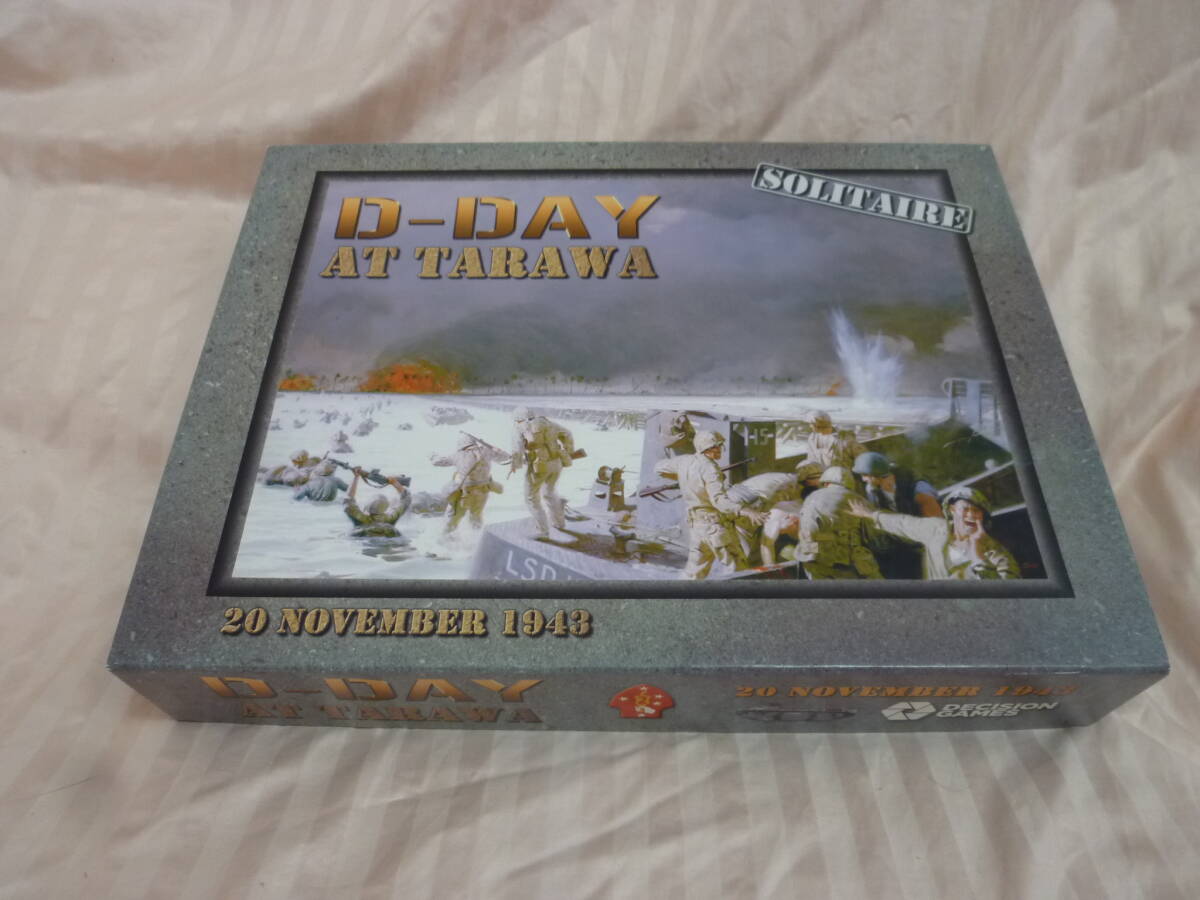 SOLITAIRE
D-DAY
AT TARAWA
20 NOVEMBER 1943
D-DAY
AT TARAWA
20 NOVEMBER 1943
DECISION
GAMES